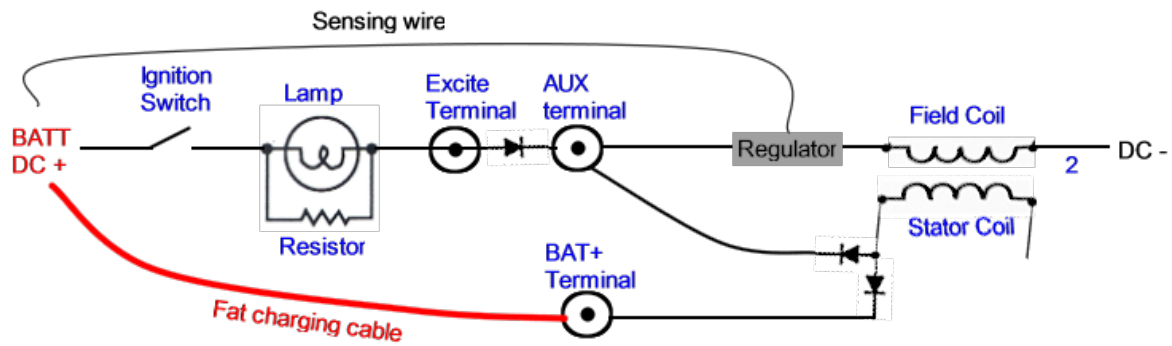 Sensing wire
Ignition
Switch
Lamp
Excite
Terminal
AUX
terminal
Field Coil
BATT
DC +
Regulator
2
DC -
Resistor
Stator Coil
BAT+
Terminal
Fat charging cable